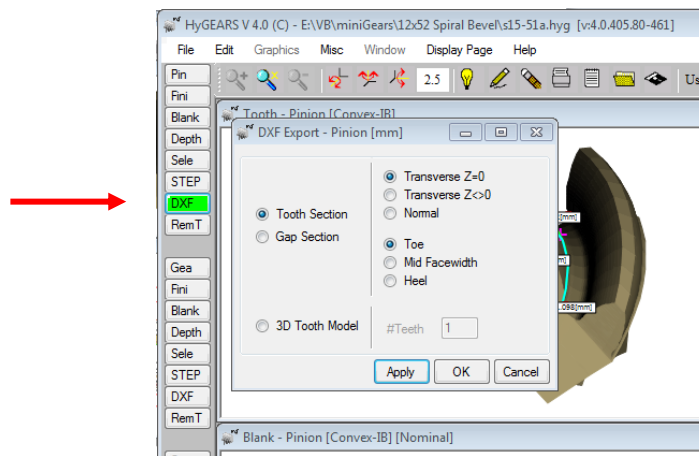 HyGEARS V 4.0 (C) - E:\VB\miniGears\12x52 Spiral Bevel\s15-51a.hyg [v:4.0.405.80-461]
File Edit Graphics Misc Window Display Page Help
2.5
Pin
Fini
Blank
Depth
Sele
STEP
DXF
RemT
Gea
Fini
Blank
Depth
Sele
STEP
DXF
RemT
Tooth - Pinion [Convex-IB]
DXF Export - Pinion [mm]
Tooth Section
Gap Section
3D Tooth Model
Transverse Z=0
Transverse Z<>0
Normal
Toe
Mid Facewidth
Heel
#Teeth 1
Apply OK Cancel
Blank - Pinion [Convex-IB] [Nominal]